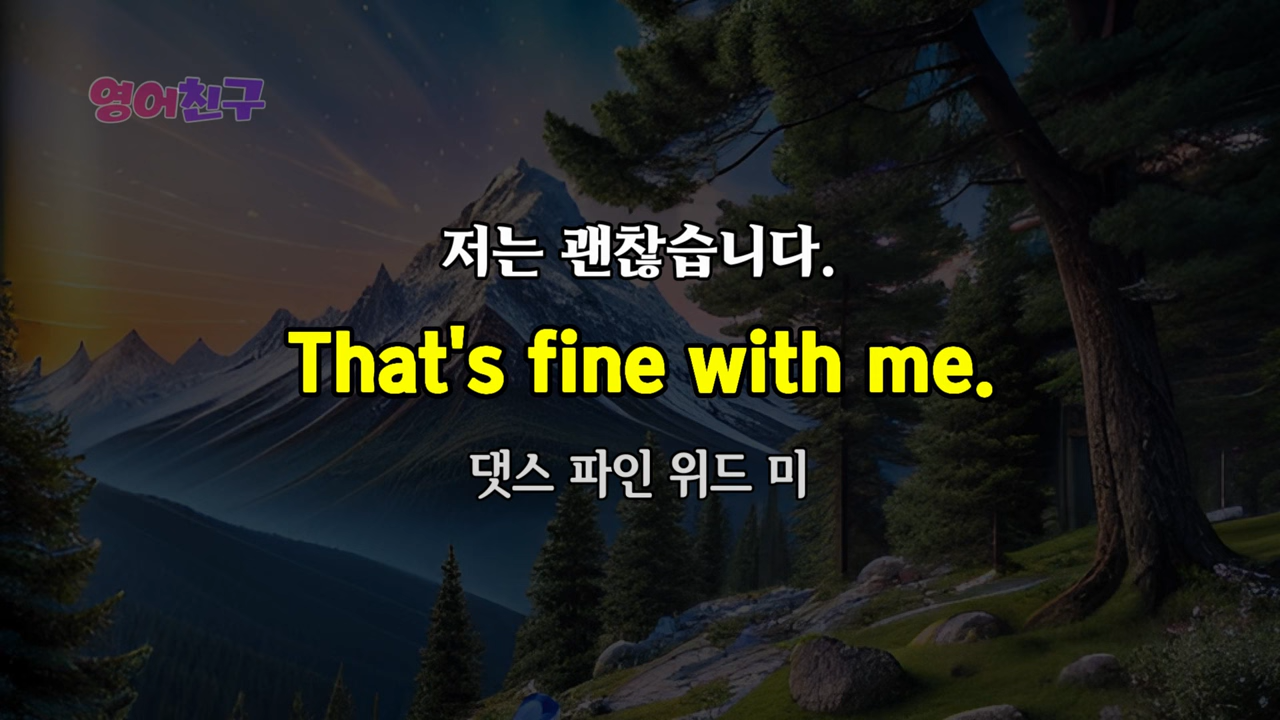 영어친구
저는 괜찮습니다.
That's fine with me.
댓스 파인 위드 미